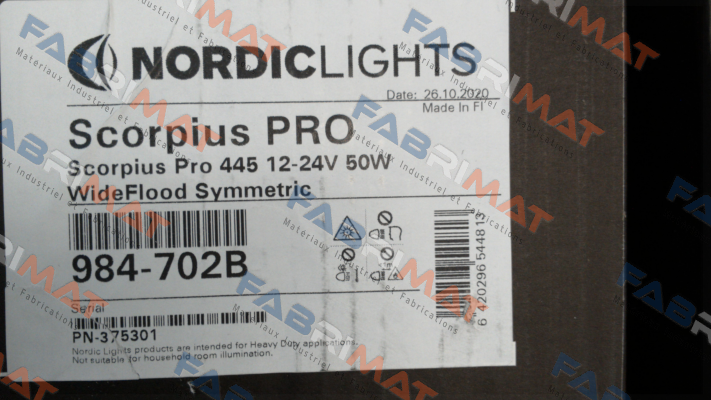 NORDICLIGHTS
Date: 26.10.2020
Made In FI
Scorpius PRO
Scorpius Pro 445 12-24V 50W
WideFlood Symmetric
984-702B
6 420296 544813
Serial
PN-375301
Nordic Lights products are intended for Heavy Duty applications.
Not suitable for household room illumination.
FABRIMAT
Matériaux Industriel et Fabrications